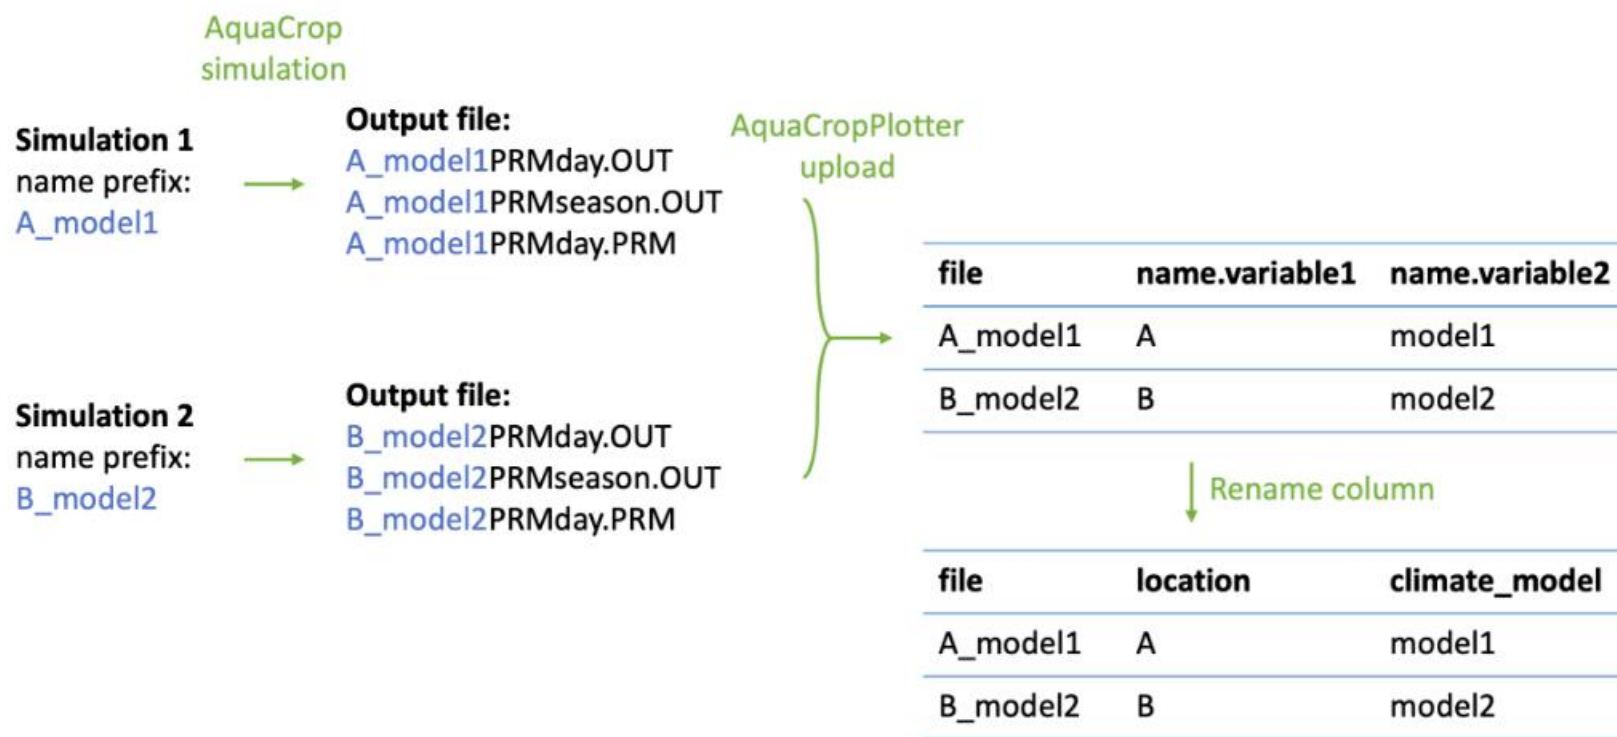 AquaCrop
simulation
Simulation 1
name prefix:
A_model1
Output file:
A_model1PRMday.OUT
A_model1PRMseason.OUT
A_model1PRMday.PRM
Simulation 2
name prefix:
B_model2
Output file:
B_model2PRMday.OUT
B_model2PRMseason.OUT
B_model2PRMday.PRM
AquaCropPlotter
upload
file name.variable1 name.variable2
A_model1 A model1
B_model2 B model2
Rename column
file location climate_model
A_model1 A model1
B_model2 B model2